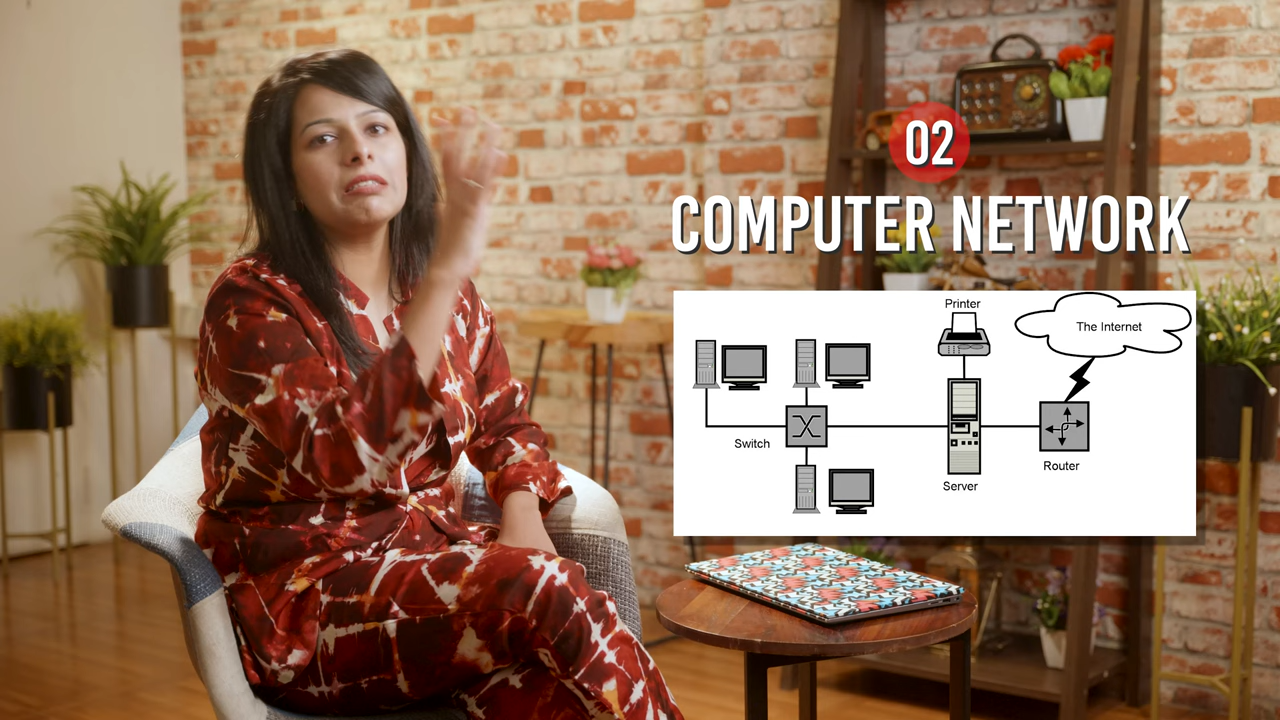 02
COMPUTER NETWORK
Printer
The Internet
Switch
Server
Router